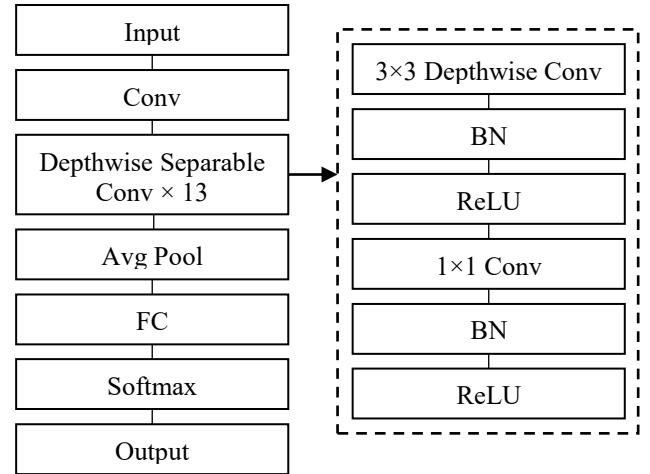 Input
Conv
Depthwise Separable
Conv × 13
Avg Pool
FC
Softmax
Output
3×3 Depthwise Conv
BN
ReLU
1×1 Conv
BN
ReLU